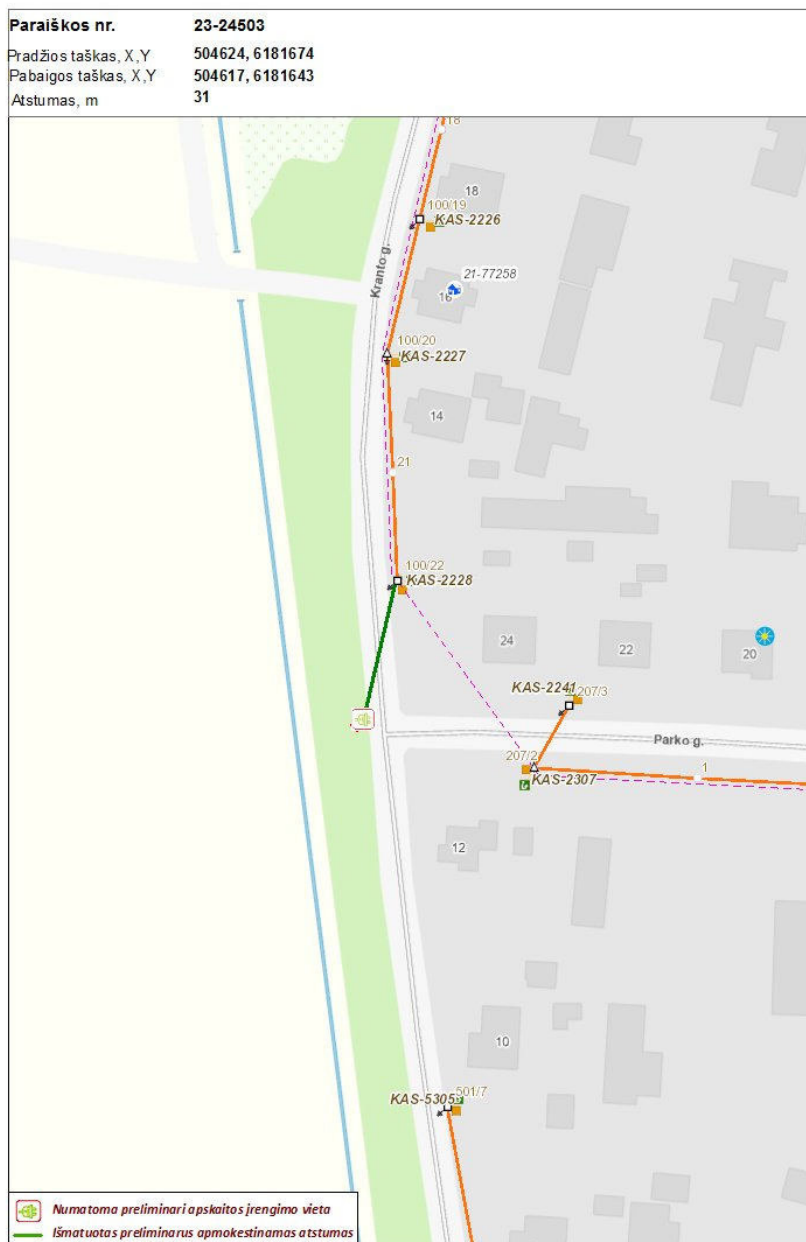 Paraiškos nr. 23-24503
Pradžios taškas, X,Y 504624, 6181674
Pabaigos taškas, X,Y 504617, 6181643
Atstumas, m 31
18
18
100/19
KAS-2226
Kranto g.
21-77258
16
100/20
KAS-2227
14
21
100/22
KAS-2228
24
22
20
KAS-2241
207/3
Parko g.
207/2
1
KAS-2307
12
10
501/7
KAS-5305
Numatoma preliminari apskaitos įrengimo vieta
Išmatuotas preliminarus apmokestinamas atstumas